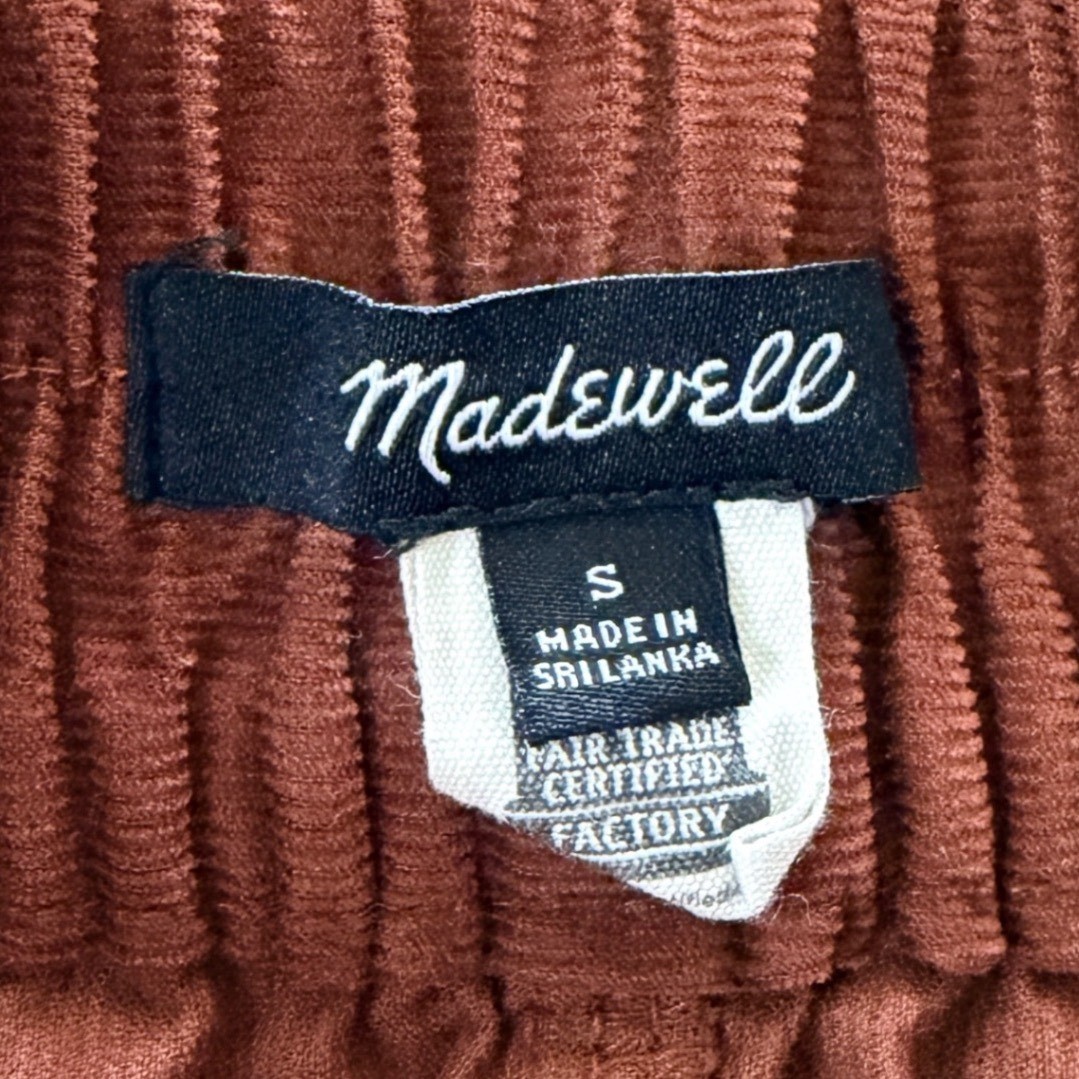 Madewell
S
MADE IN
SRI LANKA
FAIR TRADE
CERTIFIED
FACTORY